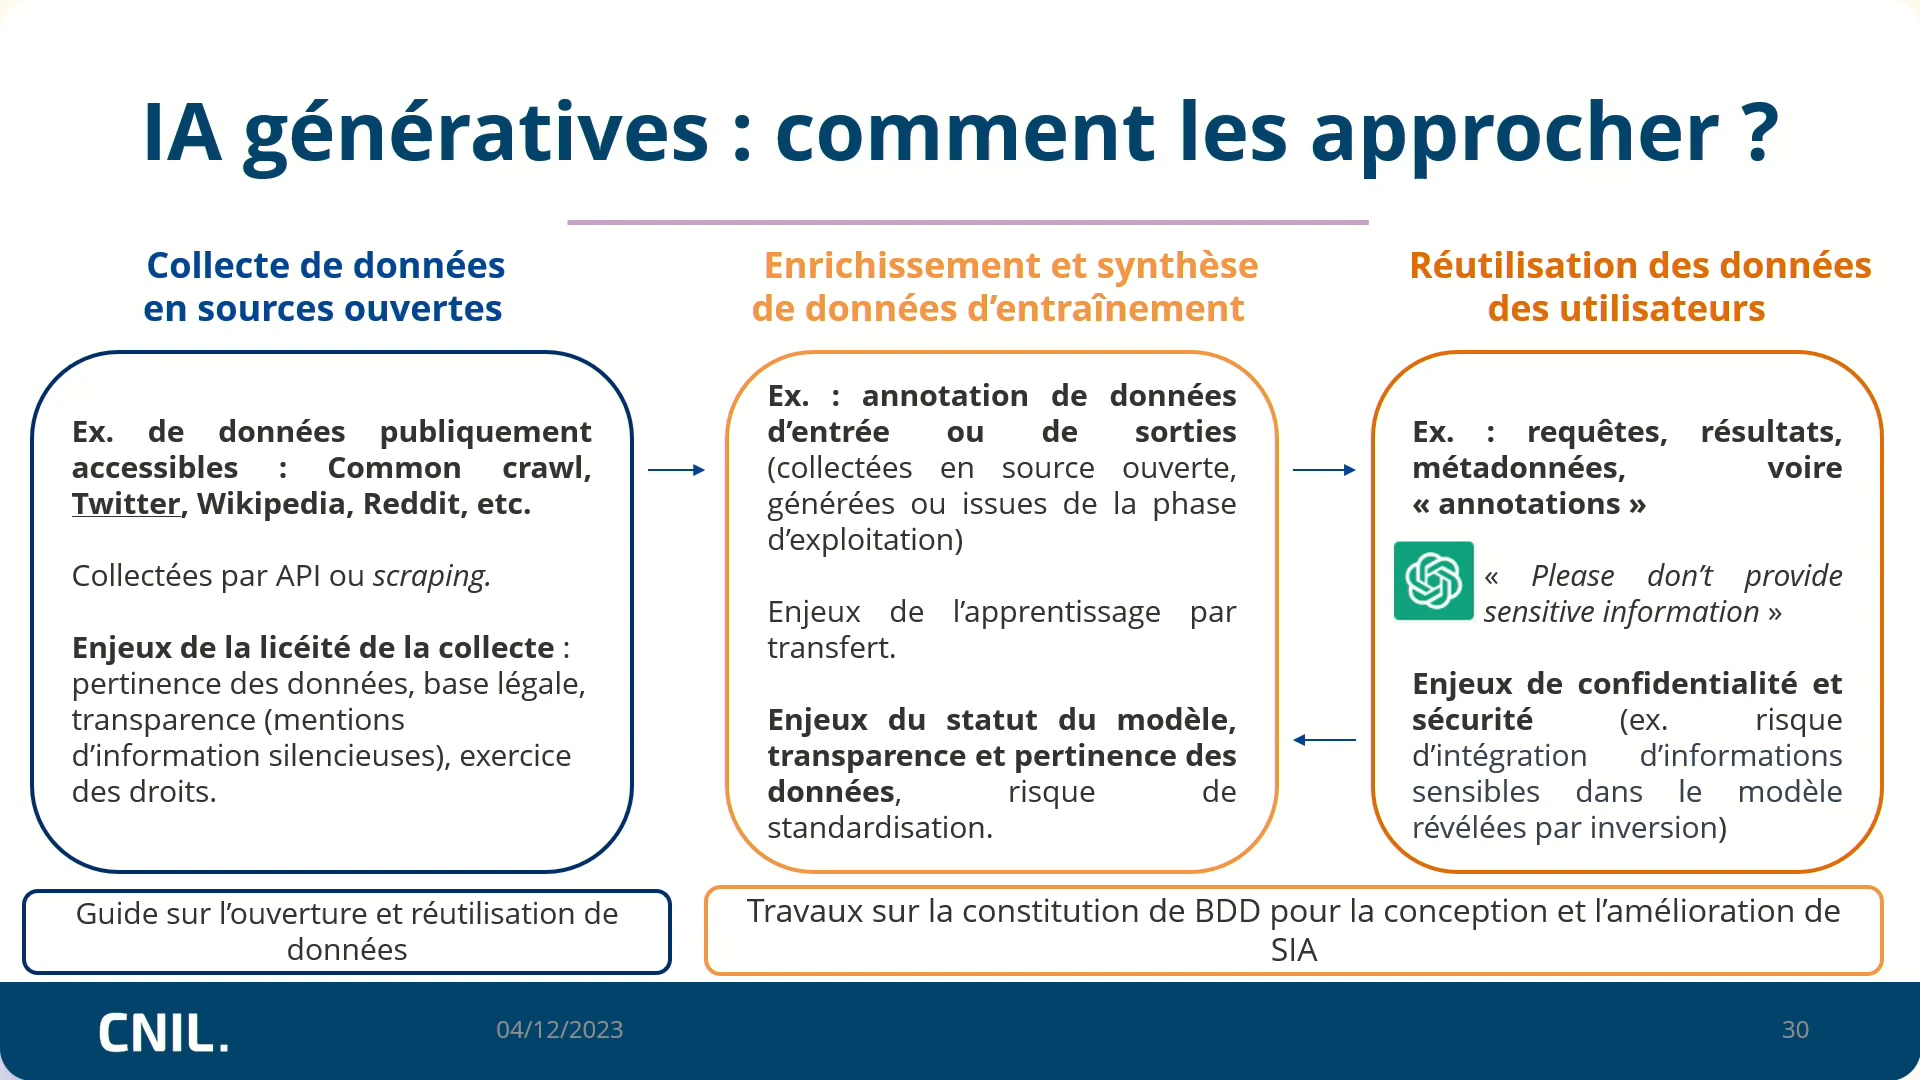 IA génératives : comment les approcher ?
Collecte de données
en sources ouvertes
Ex. de données publiquement
accessibles : Common crawl,
Twitter, Wikipedia, Reddit, etc.
Collectées par API ou scraping.
Enjeux de la licéité de la collecte :
pertinence des données, base légale,
transparence (mentions
d’information silencieuses), exercice
des droits.
Guide sur l’ouverture et réutilisation de
données
Enrichissement et synthèse
de données d’entraînement
Ex. : annotation de données
d’entrée ou de sorties
(collectées en source ouverte,
générées ou issues de la phase
d’exploitation)
Enjeux de l’apprentissage par
transfert.
Enjeux du statut du modèle,
transparence et pertinence des
données, risque de
standardisation.
Réutilisation des données
des utilisateurs
Ex. : requêtes, résultats,
métadonnées, voire
« annotations »
« Please don’t provide
sensitive information »
Enjeux de confidentialité et
sécurité (ex. risque
d’intégration d’informations
sensibles dans le modèle
révélées par inversion)
Travaux sur la constitution de BDD pour la conception et l’amélioration de
SIA
CNIL.
04/12/2023
30